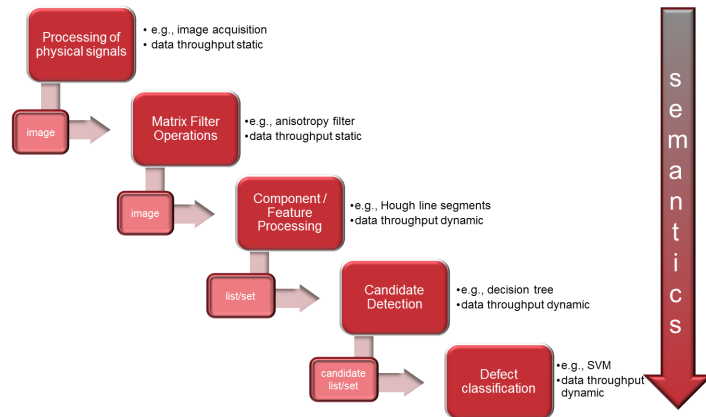 Processing of
physical signals
• e.g., image acquisition
• data throughput static
image
Matrix Filter
Operations
•e.g., anisotropy filter
•data throughput static
image
Component /
Feature
Processing
•e.g., Hough line segments
•data throughput dynamic
list/set
Candidate
Detection
•e.g., decision tree
•data throughput dynamic
candidate
list/set
Defect
classification
•e.g., SVM
•data throughput
dynamic
semantics